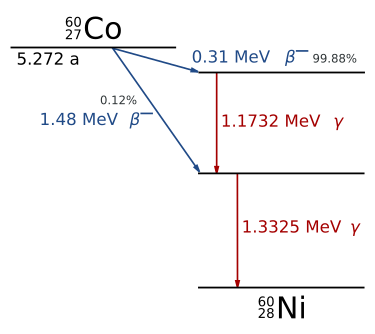 60
27Co
5.272 a
0.31 MeV β− 99.88%
0.12%
1.48 MeV β−
1.1732 MeV γ
1.3325 MeV γ
60
28Ni